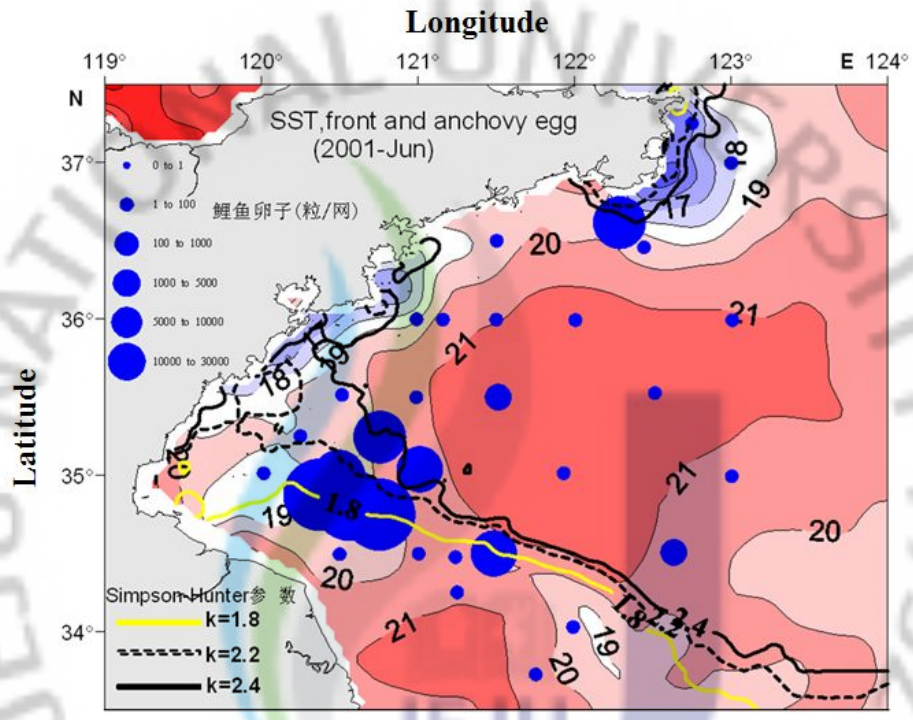 Longitude
119° 120° 121° 122° 123° E 124°
N
SST,front and anchovy egg
(2001-Jun)
37°
0 to 1
1 to 100
鯷鱼卵子(粒/网)
100 to 1000
1000 to 5000
5000 to 10000
10000 to 30000
18
17
19
20
36°
21
21
19
18
Latitude
20
35°
21
1.8
19
20
20
Simpson-Hunter参 数
k=1.8
k=2.2
k=2.4
34°
21
1.8
2.2
2.4
19
20